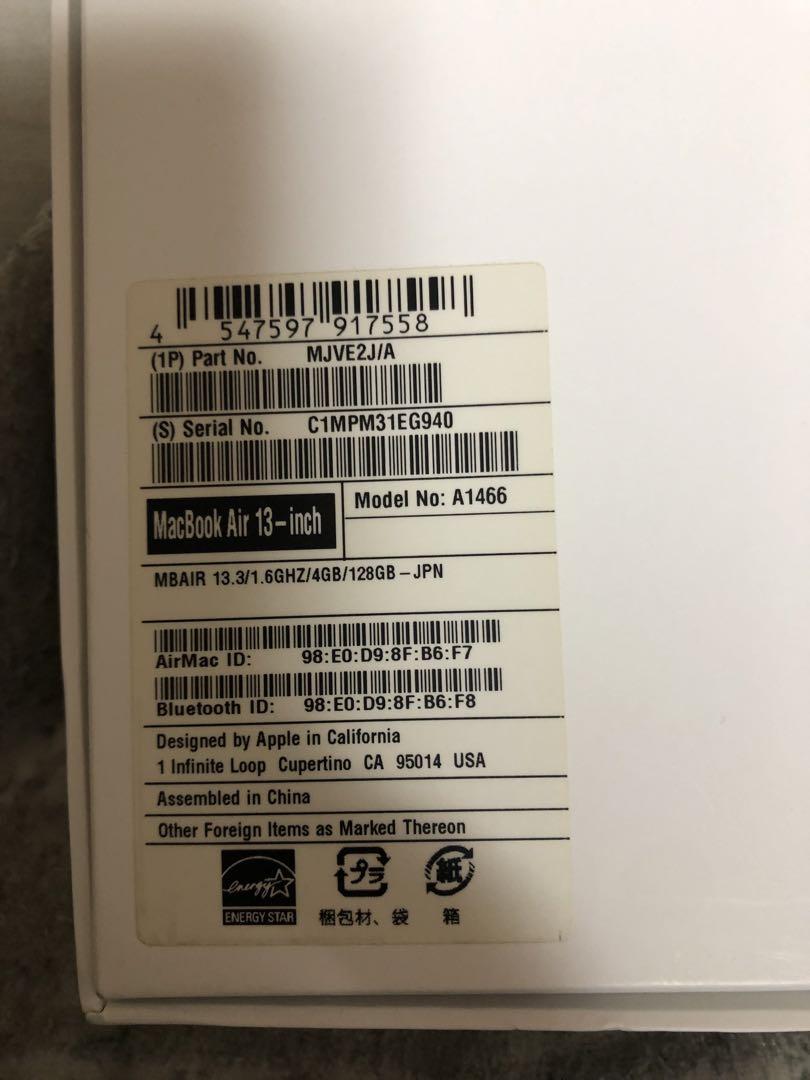 4 547597 917558
(1P) Part No. MJVE2J/A
(S) Serial No. C1MPM31EG940
MacBook Air 13-inch
Model No: A1466
MBAIR 13.3/1.6GHZ/4GB/128GB-JPN
AirMac ID: 98:E0:D9:8F:B6:F7
Bluetooth ID: 98:E0:D9:8F:B6:F8
Designed by Apple in California
1 Infinite Loop Cupertino CA 95014 USA
Assembled in China
Other Foreign Items as Marked Thereon
energy
ENERGY STAR
プラ
梱包材、袋
紙
箱